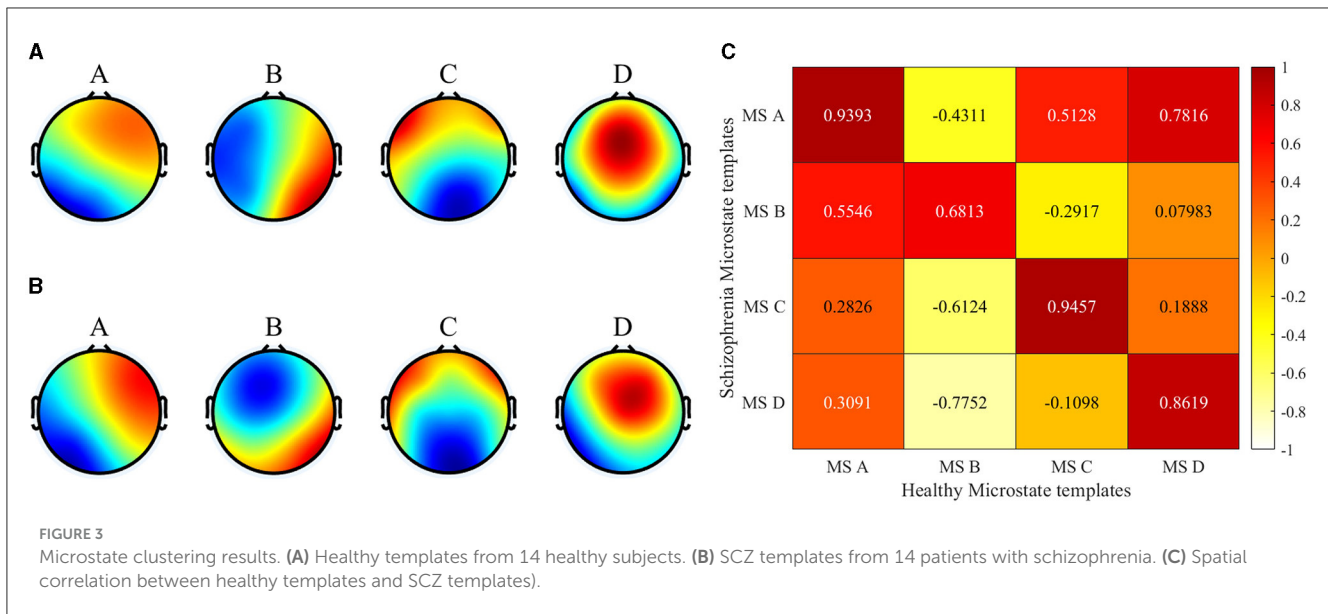 A
A B C D
B
A B C D
C
Schizophrenia Microstate templates
MS A 0.9393 -0.4311 0.5128 0.7816
MS B 0.5546 0.6813 -0.2917 0.07983
MS C 0.2826 -0.6124 0.9457 0.1888
MS D 0.3091 -0.7752 -0.1098 0.8619
MS A MS B MS C MS D
Healthy Microstate templates
1
0.8
0.6
0.4
0.2
0
-0.2
-0.4
-0.6
-0.8
-1
FIGURE 3
Microstate clustering results. (A) Healthy templates from 14 healthy subjects. (B) SCZ templates from 14 patients with schizophrenia. (C) Spatial
correlation between healthy templates and SCZ templates).